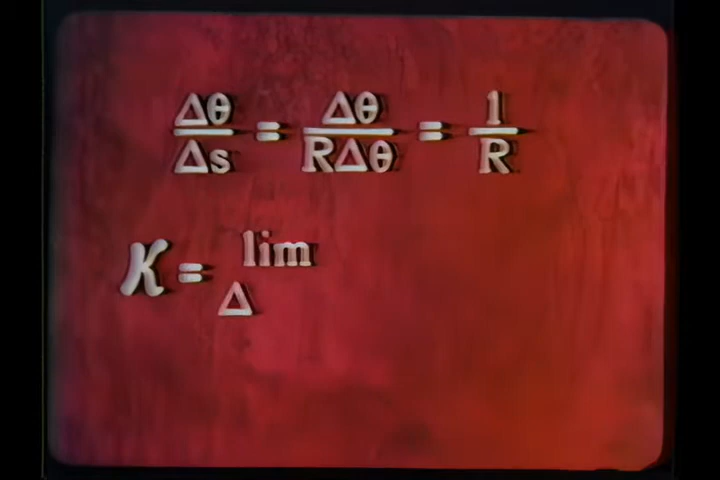 Δθ/Δs = Δθ/RΔθ = 1/R
K = lim
Δ